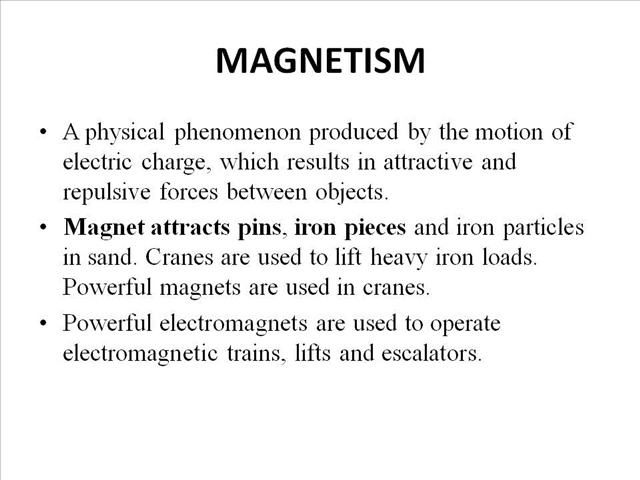 MAGNETISM
• A physical phenomenon produced by the motion of
electric charge, which results in attractive and
repulsive forces between objects.
• Magnet attracts pins, iron pieces and iron particles
in sand. Cranes are used to lift heavy iron loads.
Powerful magnets are used in cranes.
• Powerful electromagnets are used to operate
electromagnetic trains, lifts and escalators.